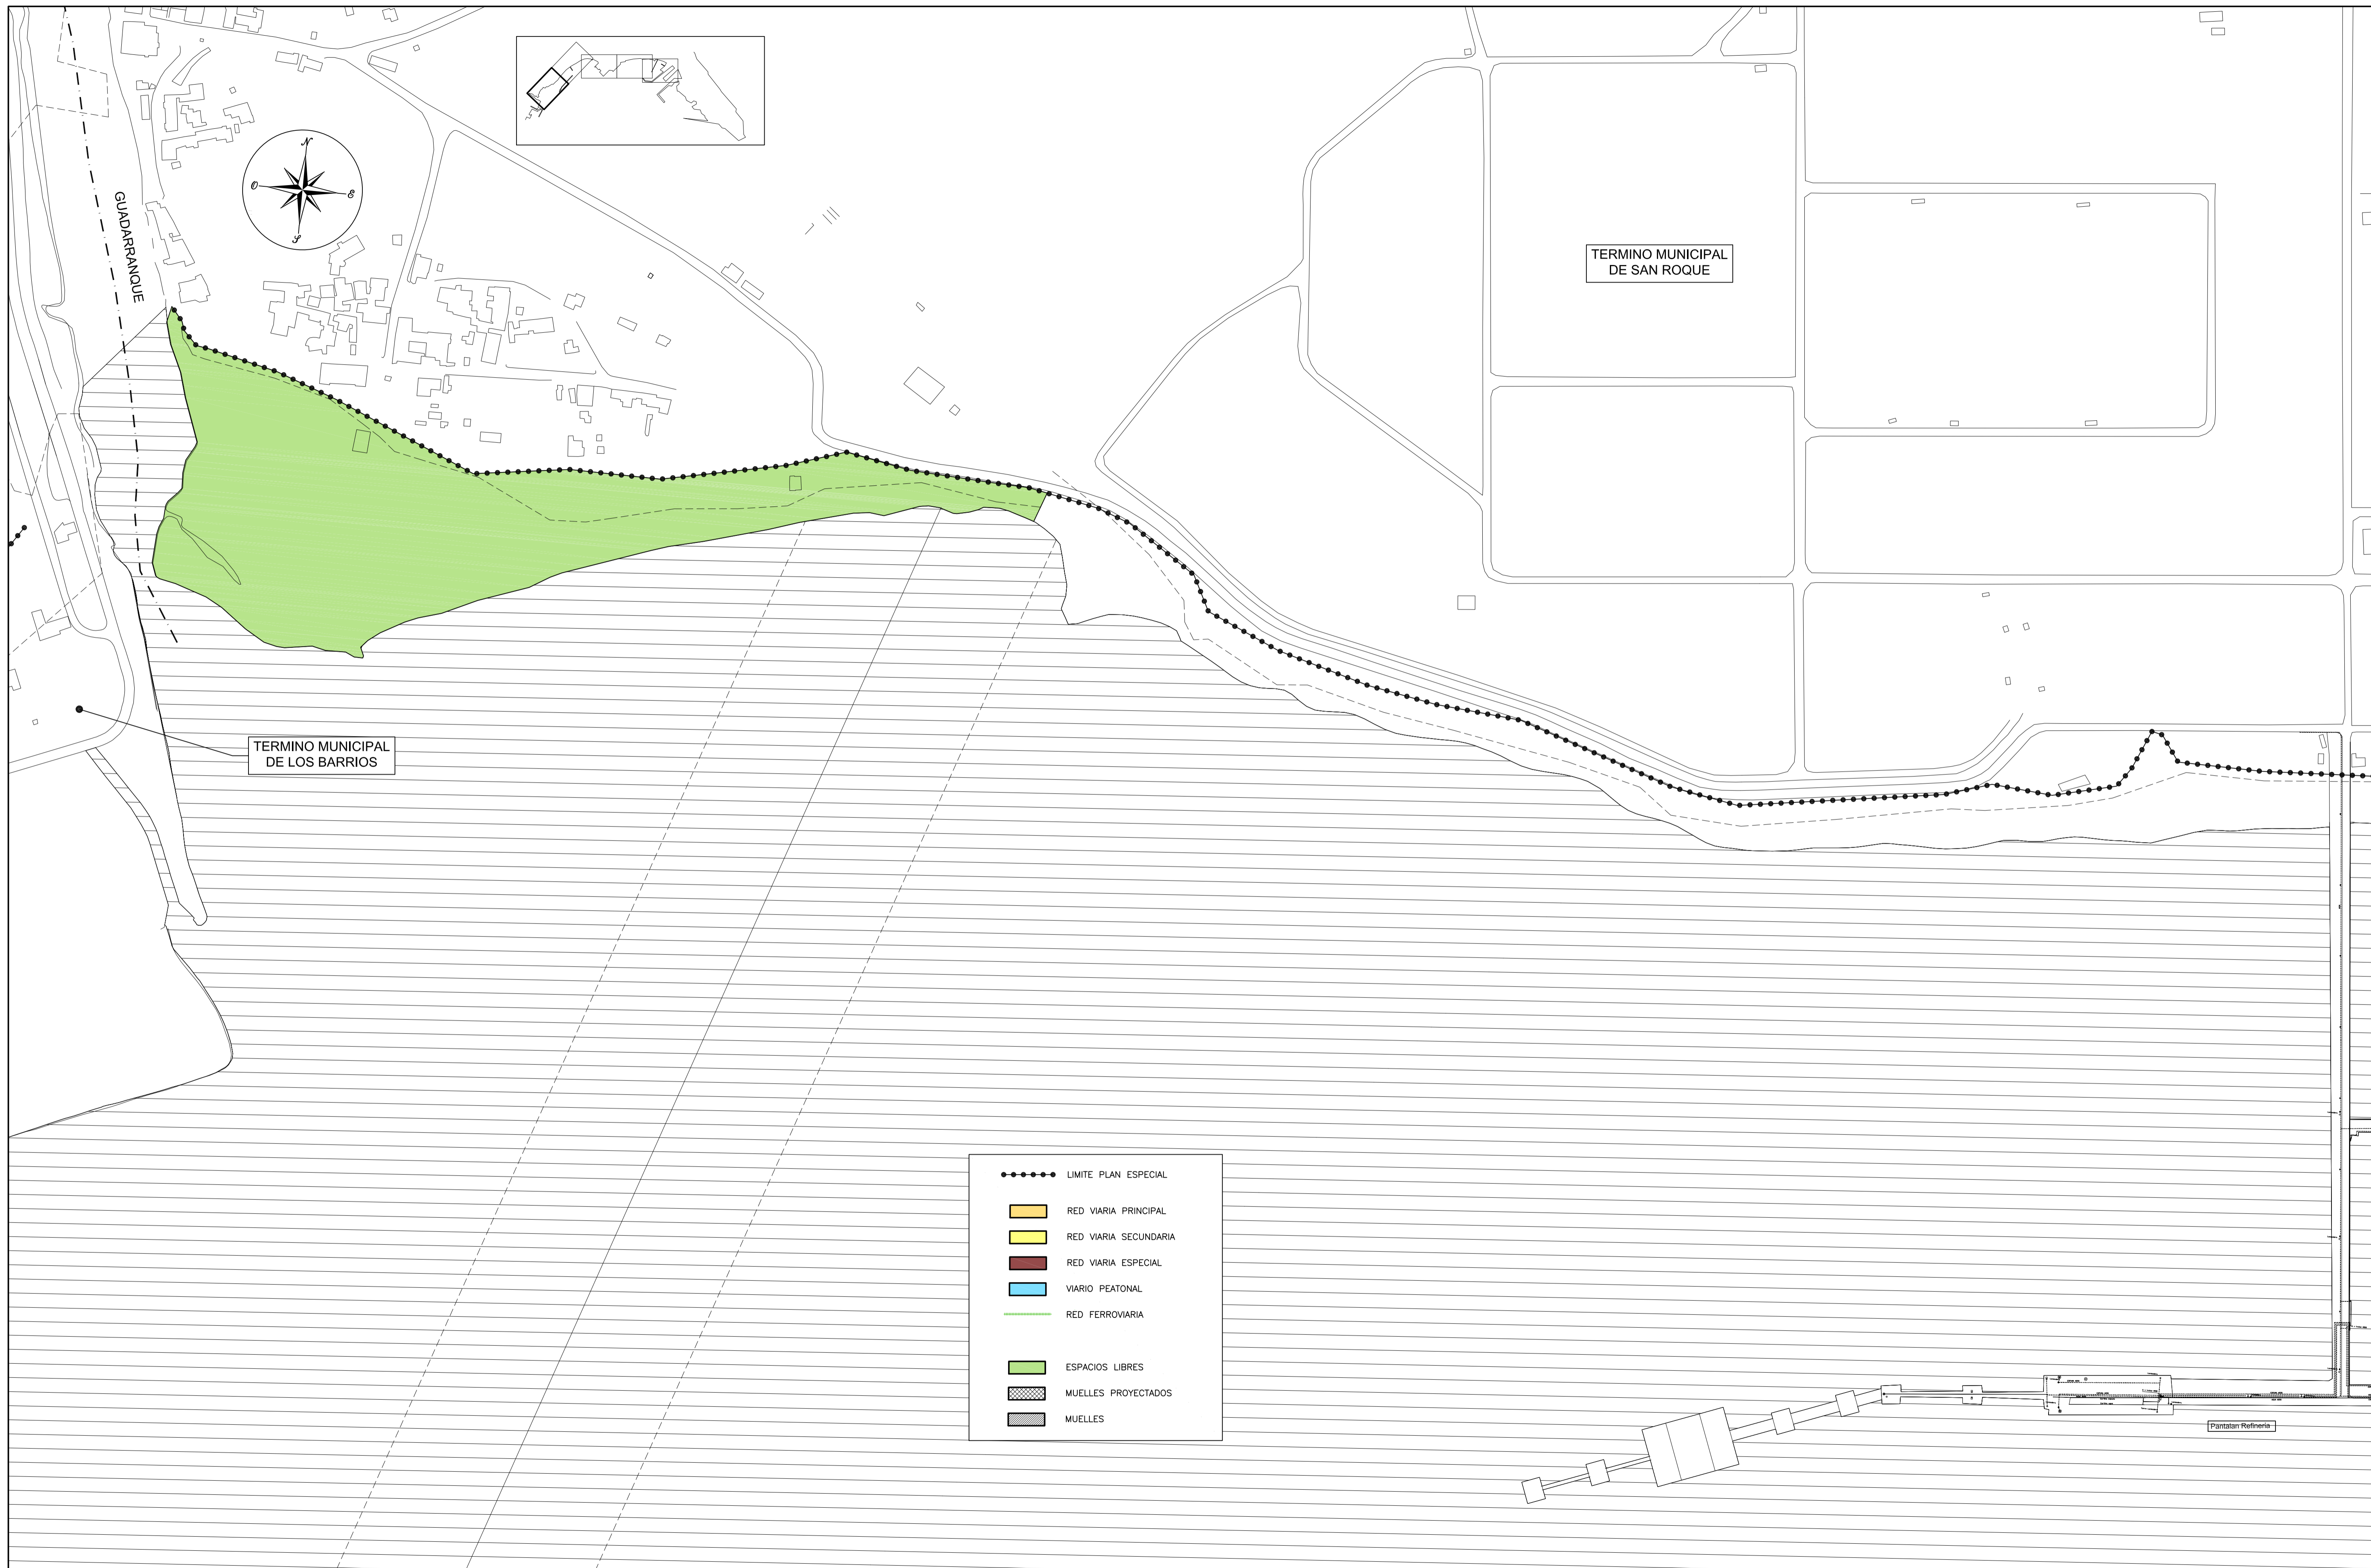 N
O
E
S
GUADARRANQUE
TERMINO MUNICIPAL
DE SAN ROQUE
TERMINO MUNICIPAL
DE LOS BARRIOS
LIMITE PLAN ESPECIAL
RED VIARIA PRINCIPAL
RED VIARIA SECUNDARIA
RED VIARIA ESPECIAL
VIARIO PEATONAL
RED FERROVIARIA
ESPACIOS LIBRES
MUELLES PROYECTADOS
MUELLES
Pantalan Refineria